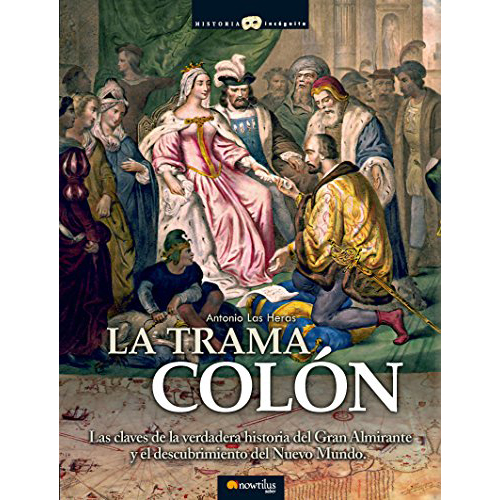 HISTORIA incógnita
Antonio Las Heras
LA TRAMA
COLÓN
Las claves de la verdadera historia del Gran Almirante
y el descubrimiento del Nuevo Mundo.
nowtilus
saber